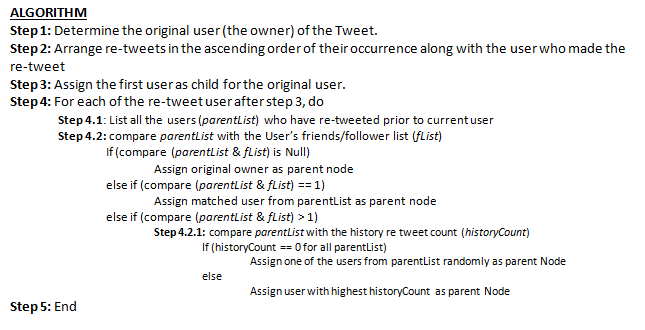 ALGORITHM
Step 1: Determine the original user (the owner) of the Tweet.
Step 2: Arrange re-tweets in the ascending order of their occurrence along with the user who made the
re-tweet
Step 3: Assign the first user as child for the original user.
Step 4: For each of the re-tweet user after step 3, do
Step 4.1: List all the users (parentList) who have re-tweeted prior to current user
Step 4.2: compare parentList with the User's friends/follower list (fList)
If (compare (parentList & fList) is Null)
Assign original owner as parent node
else if (compare (parentList & fList) == 1)
Assign matched user from parentList as parent node
else if (compare (parentList & fList) > 1)
Step 4.2.1: compare parentList with the history re tweet count (historyCount)
If (historyCount == 0 for all parentList)
Assign one of the users from parentList randomly as parent Node
else
Assign user with highest historyCount as parent Node
Step 5: End